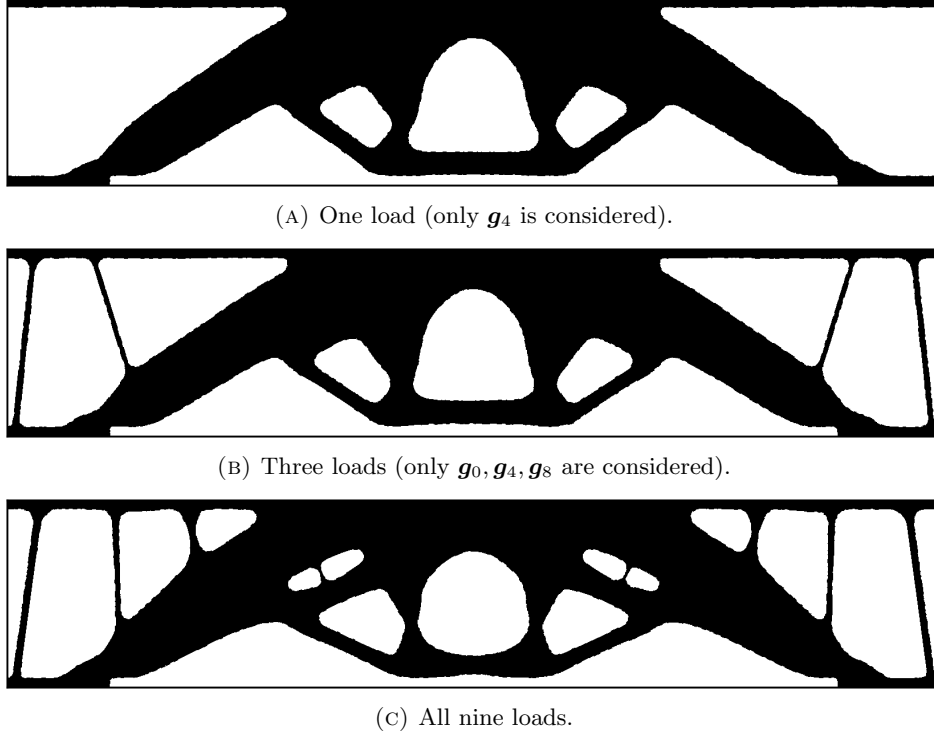 (A) One load (only g₄ is considered).
(B) Three loads (only g₀, g₄, g₈ are considered).
(C) All nine loads.